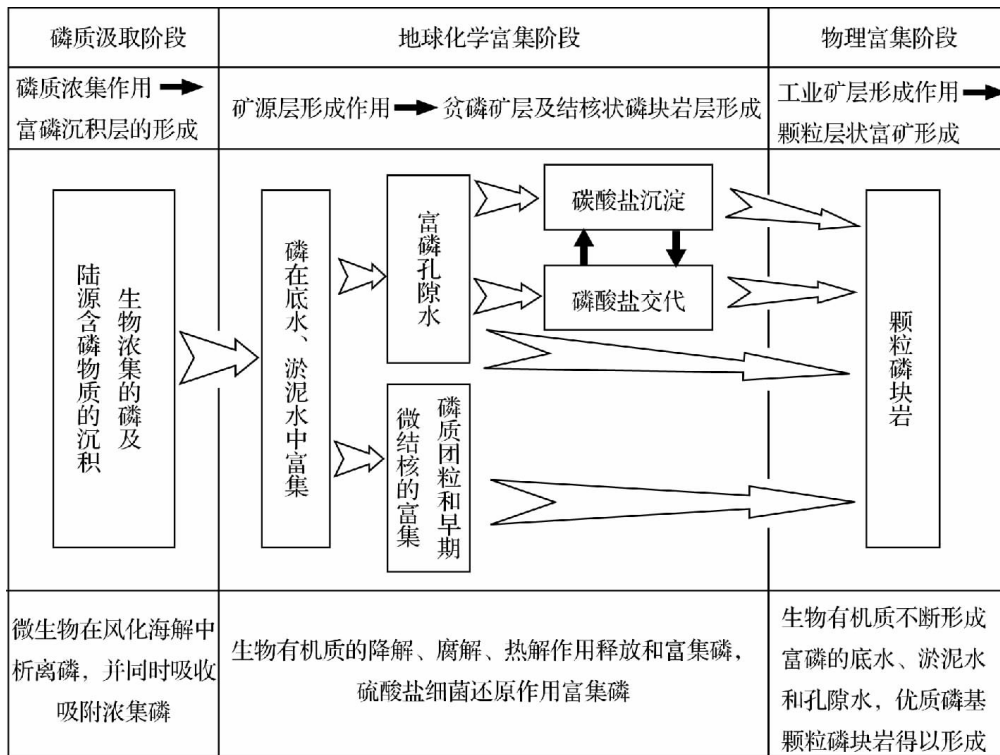 磷质汲取阶段
地球化学富集阶段
物理富集阶段
磷质浓集作用
富磷沉积层的形成
矿源层形成作用
贫磷矿层及结核状磷块岩层形成
工业矿层形成作用
颗粒层状富矿形成
生物浓集的磷及
陆源含磷物质的沉积
磷在底水、淤泥水中富集
富磷孔隙水
碳酸盐沉淀
磷酸盐交代
磷质团粒和早期
微结核的富集
颗粒磷块岩
微生物在风化海解中
析离磷，并同时吸收
吸附浓集磷
生物有机质的降解、腐解、热解作用释放和富集磷，
硫酸盐细菌还原作用富集磷
生物有机质不断形成
富磷的底水、淤泥水
和孔隙水，优质磷基
颗粒磷块岩得以形成